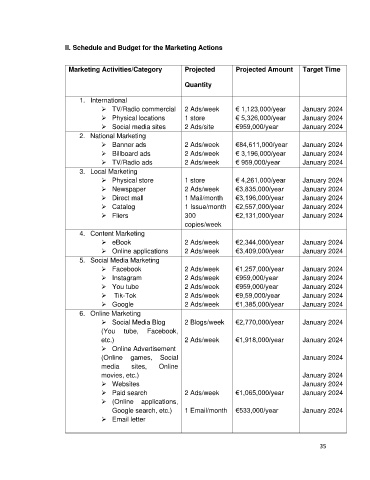 II. Schedule and Budget for the Marketing Actions
Marketing Activities/Category Projected Quantity Projected Amount Target Time
1. International
➢ TV/Radio commercial 2 Ads/week € 1,123,000/year January 2024
➢ Physical locations 1 store € 5,326,000/year January 2024
➢ Social media sites 2 Ads/site €959,000/year January 2024
2. National Marketing
➢ Banner ads 2 Ads/week €84,611,000/year January 2024
➢ Billboard ads 2 Ads/week € 3,196,000/year January 2024
➢ TV/Radio ads 2 Ads/week € 959,000/year January 2024
3. Local Marketing
➢ Physical store 1 store € 4,261,000/year January 2024
➢ Newspaper 2 Ads/week €3,835,000/year January 2024
➢ Direct mail 1 Mail/month €3,196,000/year January 2024
➢ Catalog 1 Issue/month €2,557,000/year January 2024
➢ Fliers 300 €2,131,000/year January 2024
copies/week
4. Content Marketing
➢ eBook 2 Ads/week €2,344,000/year January 2024
➢ Online applications 2 Ads/week €3,409,000/year January 2024
5. Social Media Marketing
➢ Facebook 2 Ads/week €1,257,000/year January 2024
➢ Instagram 2 Ads/week €959,000/year January 2024
➢ You tube 2 Ads/week €959,000/year January 2024
➢ Tik-Tok 2 Ads/week €9,59,000/year January 2024
➢ Google 2 Ads/week €1,385,000/year January 2024
6. Online Marketing
➢ Social Media Blog 2 Blogs/week €2,770,000/year January 2024
(You tube, Facebook,
etc.) 2 Ads/week €1,918,000/year January 2024
➢ Online Advertisement
(Online games, Social January 2024
media sites, Online
movies, etc.) January 2024
➢ Websites January 2024
➢ Paid search 2 Ads/week €1,065,000/year January 2024
➢ (Online applications,
Google search, etc.) 1 Email/month €533,000/year January 2024
➢ Email letter
35